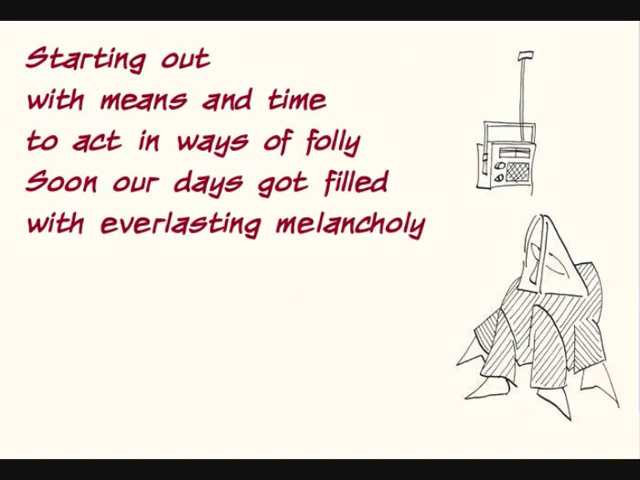 Starting out
with means and time
to act in ways of folly
Soon our days got filled
with everlasting melancholy